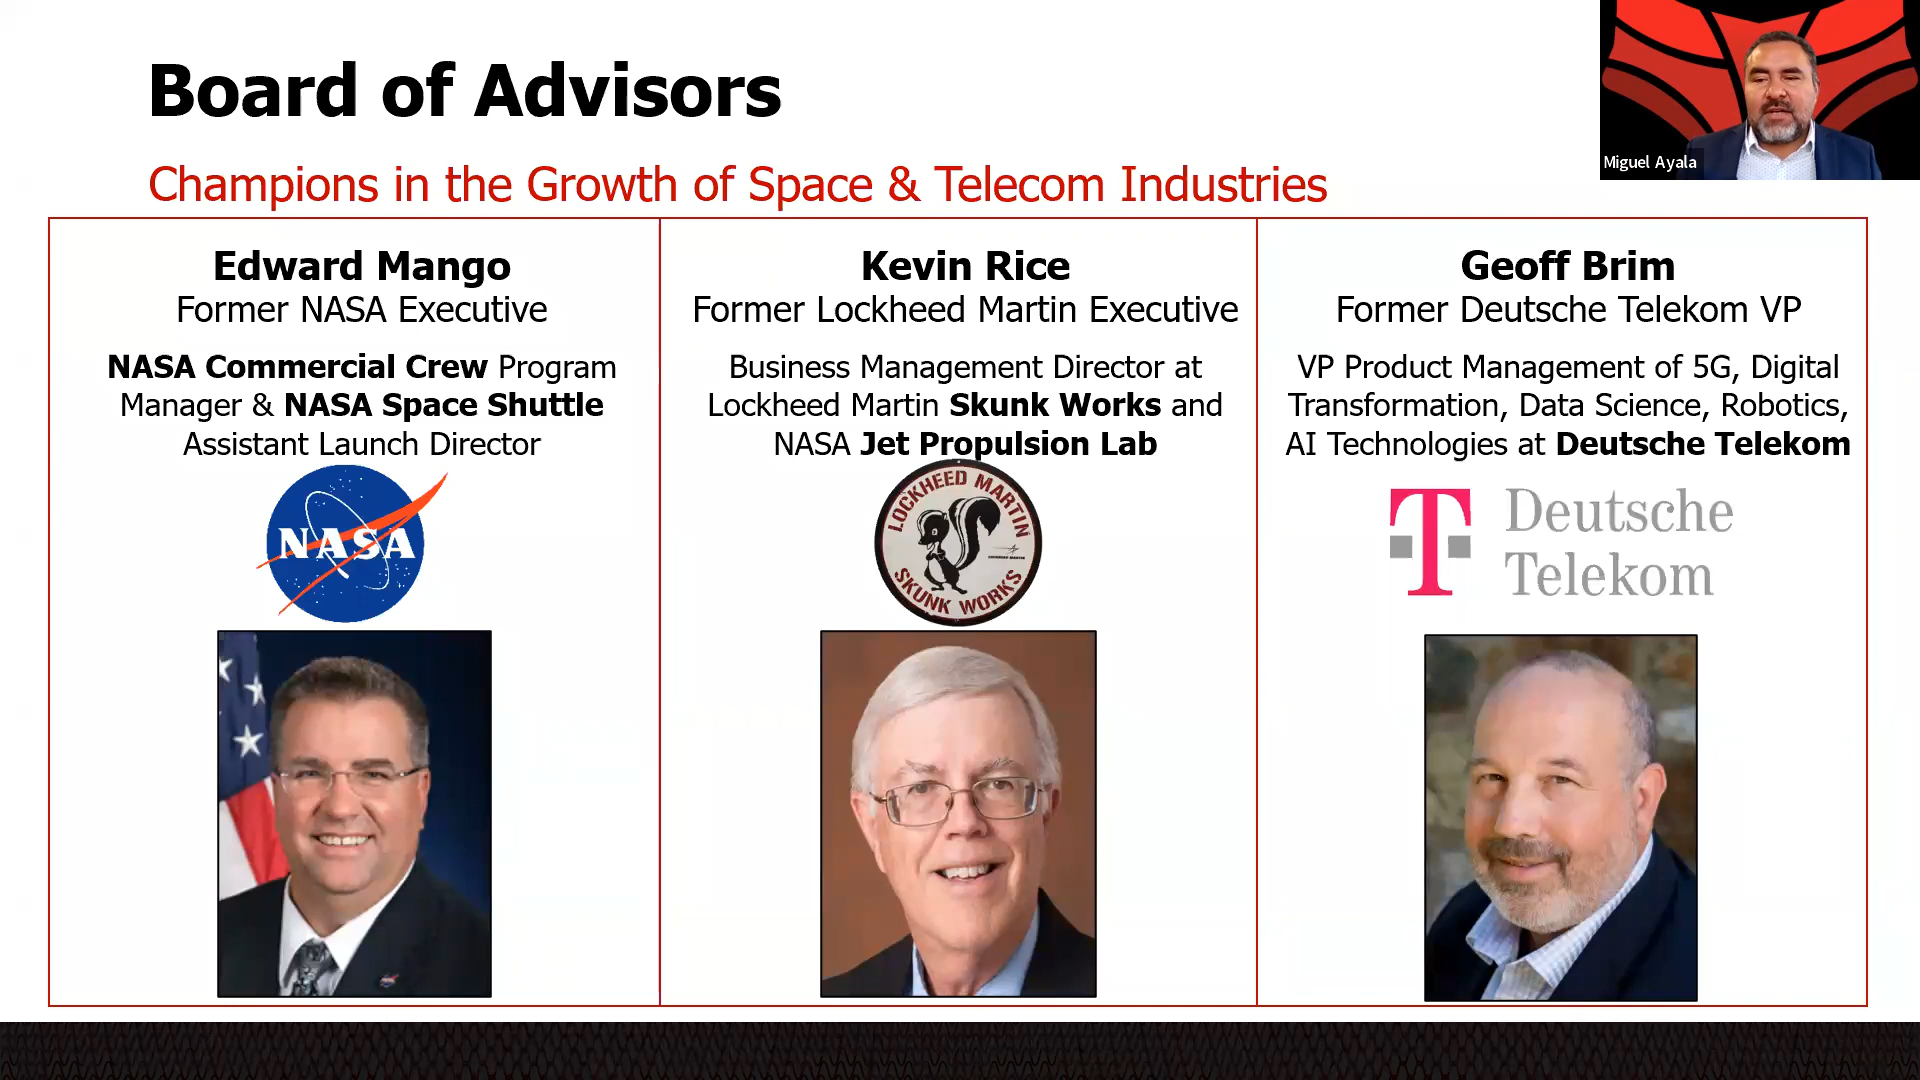 Board of Advisors
Miguel Ayala
Champions in the Growth of Space & Telecom Industries
Edward Mango
Former NASA Executive
NASA Commercial Crew Program
Manager & NASA Space Shuttle
Assistant Launch Director
NASA
Kevin Rice
Former Lockheed Martin Executive
Business Management Director at
Lockheed Martin Skunk Works and
NASA Jet Propulsion Lab
LOCKHEED MARTIN
LOCKHEED MARTIN
SKUNK WORKS
Geoff Brim
Former Deutsche Telekom VP
VP Product Management of 5G, Digital
Transformation, Data Science, Robotics,
AI Technologies at Deutsche Telekom
T Deutsche
Telekom